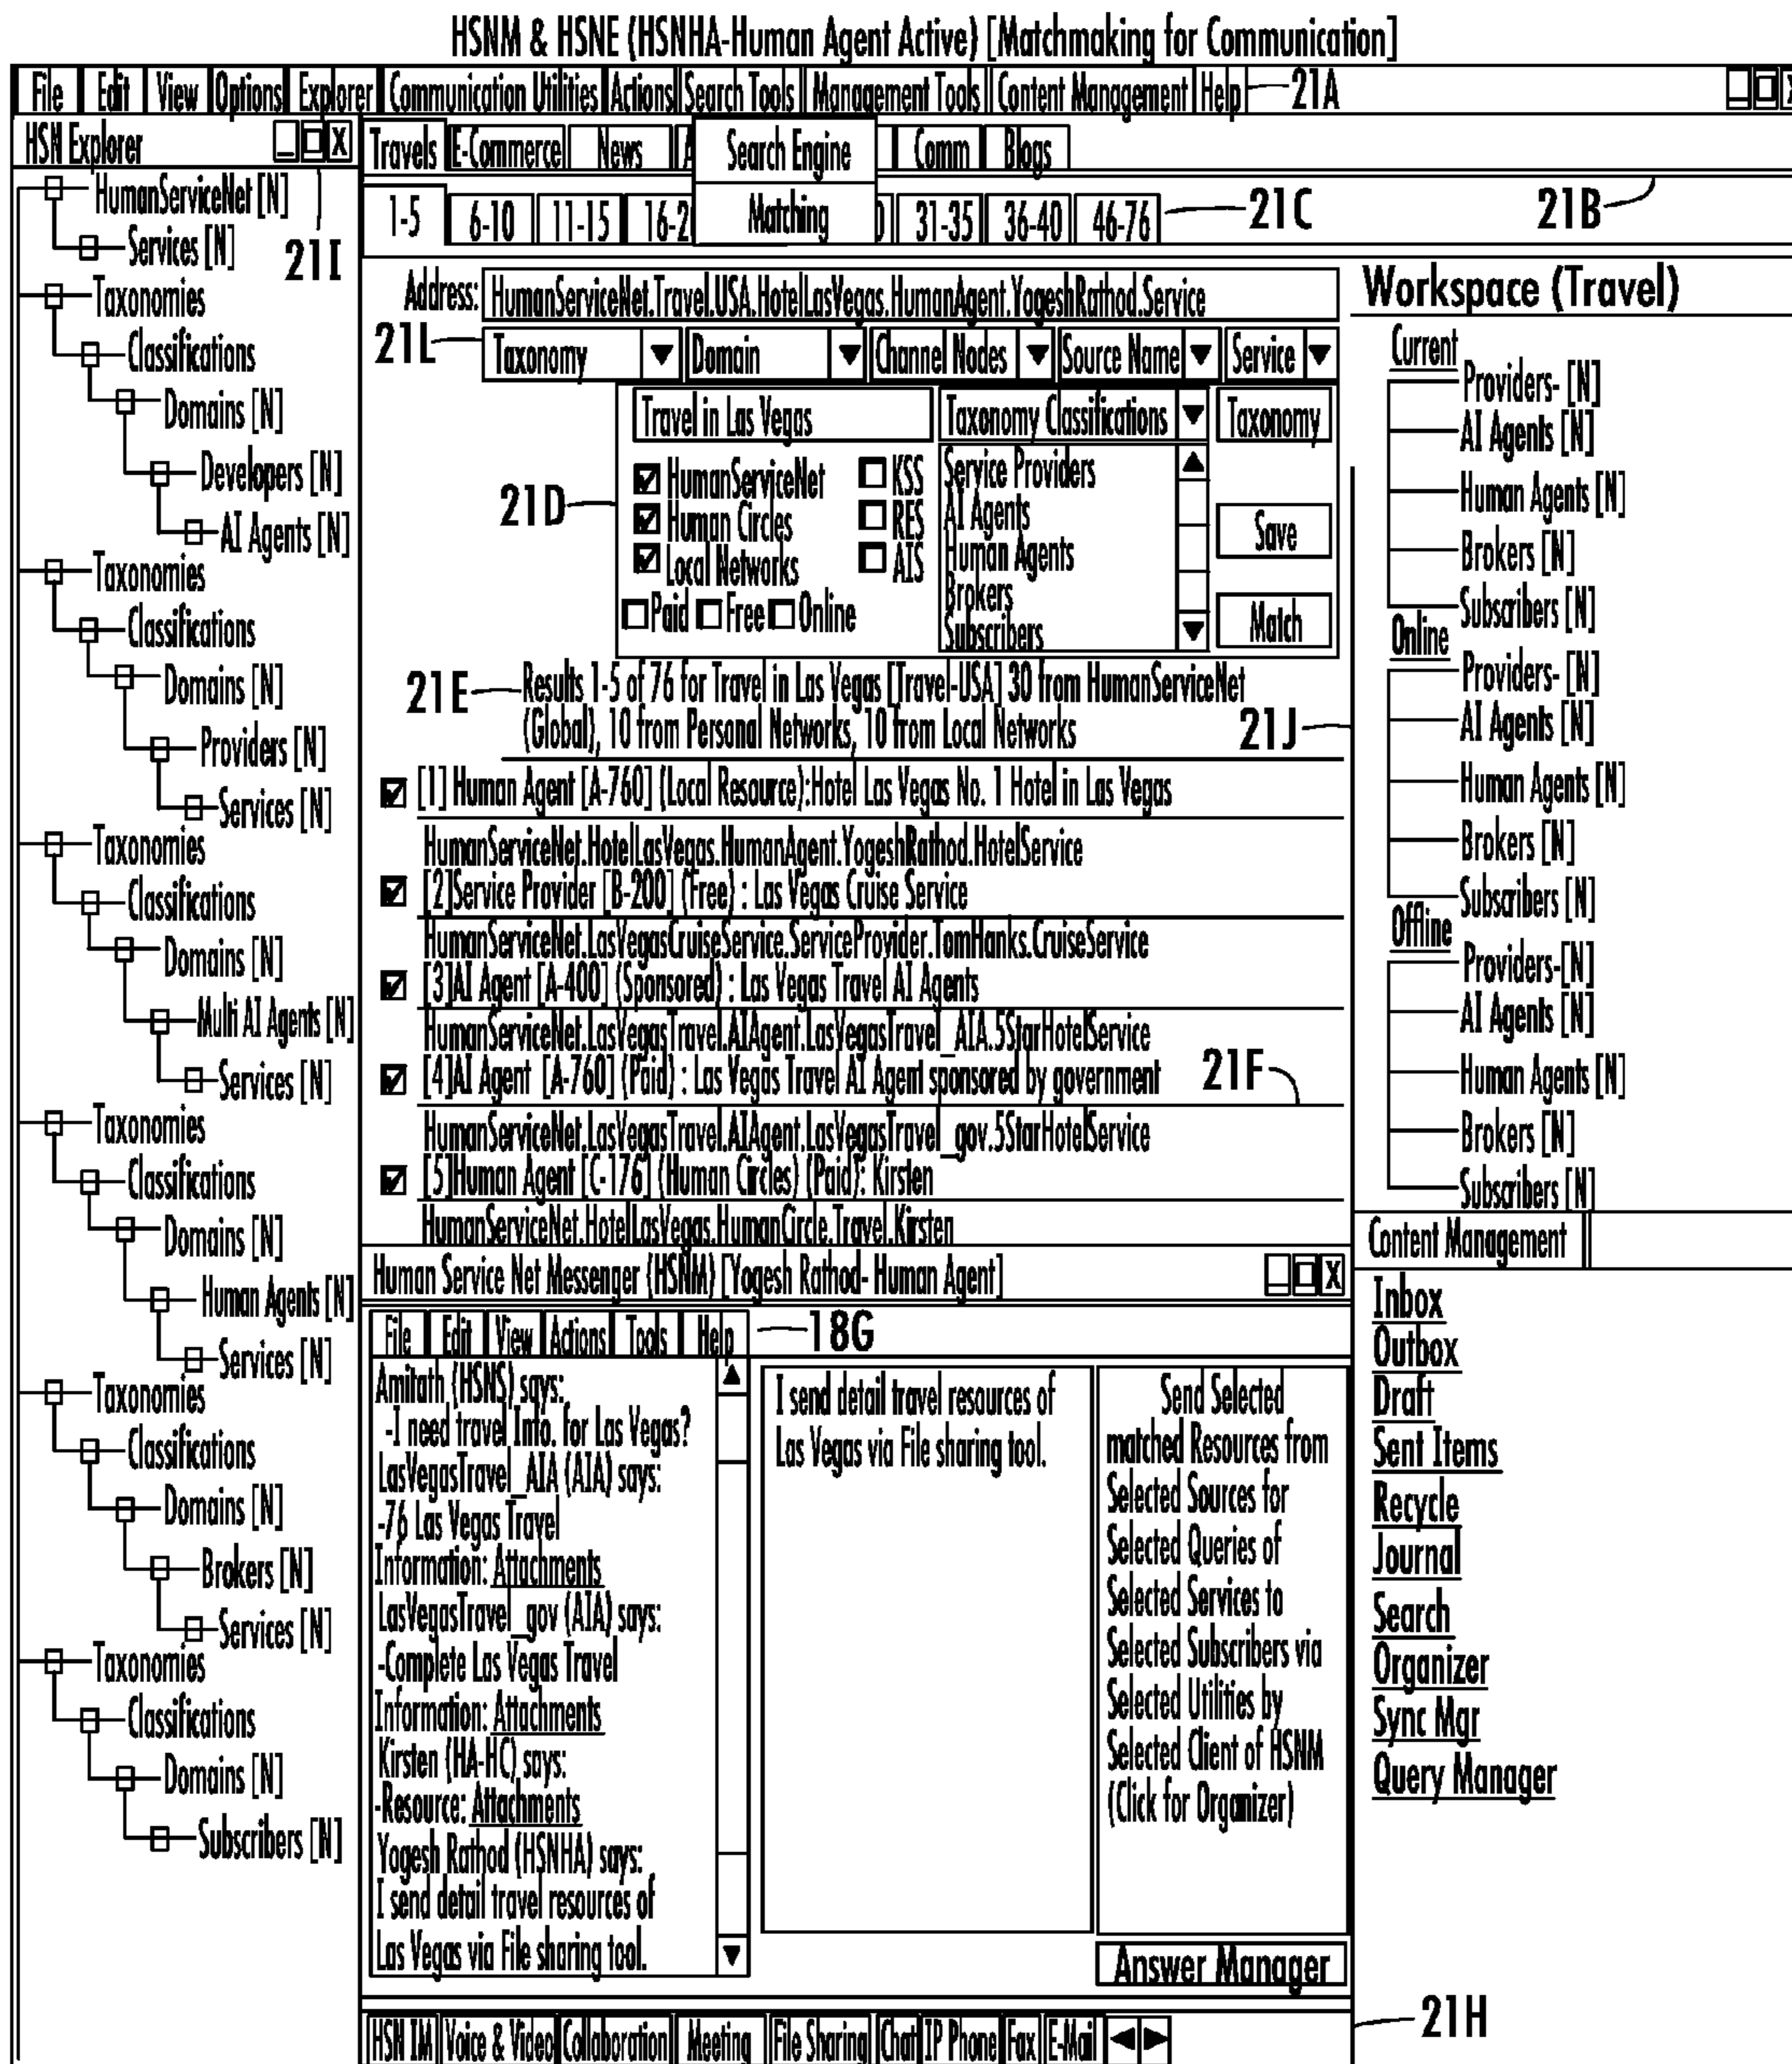 HSNM & HSNE (HSNHA-Human Agent Active) [Matchmaking for Communication]
File Edit View Options Explorer Communication Utilities Actions Search Tools Management Tools Content Management Help 21A
HSN Explorer X
Travels E-Commerce News A Search Engine Comm Blogs
1-5 6-10 11-15 16-2 Matching 0 31-35 36-40 46-76 21C 21B
HumanServiceNet [N]
Services [N]
21I
Taxonomies
Classifications
Domains [N]
Developers [N]
AI Agents [N]
Taxonomies
Classifications
Domains [N]
Providers [N]
Services [N]
Taxonomies
Classifications
Domains [N]
Multi AI Agents [N]
Services [N]
Taxonomies
Classifications
Domains [N]
Human Agents [N]
Services [N]
Taxonomies
Classifications
Domains [N]
Brokers [N]
Services [N]
Taxonomies
Classifications
Domains [N]
Subscribers [N]
Address: HumanServiceNet.Travel.USA.HotelLasVegas.HumanAgent.YogeshRathod.Service
21L Taxonomy Domain Channel Nodes Source Name Service
Travel in Las Vegas Taxonomy Classifications Taxonomy
21D
HumanServiceNet KSS
Human Circles RES
Local Networks AIS
Paid Free Online
Service Providers
AI Agents
Human Agents
Brokers
Subscribers
Save
Match
21E Results 1-5 of 76 for Travel in Las Vegas [Travel-USA] 30 from HumanServiceNet
(Global), 10 from Personal Networks, 10 from Local Networks
21J
[1] Human Agent [A-760] (Local Resource):Hotel Las Vegas No. 1 Hotel in Las Vegas
HumanServiceNet.HotelLasVegas.HumanAgent.YogeshRathod.HotelService
[2]Service Provider [B-200] (Free) : Las Vegas Cruise Service
HumanServiceNet.LasVegasCruiseService.ServiceProvider.TomHanks.CruiseService
[3]AI Agent [A-400] (Sponsored) : Las Vegas Travel AI Agents
HumanServiceNet.LasVegasTravel.AIAgent.LasVegasTravel_AIA.5StarHotelService
[4]AI Agent [A-760] (Paid) : Las Vegas Travel AI Agent sponsored by government
21F
HumanServiceNet.LasVegasTravel.AIAgent.LasVegasTravel_gov.5StarHotelService
[5]Human Agent [C-176] (Human Circles) (Paid): Kirsten
HumanServiceNet.HotelLasVegas.HumanCircle.Travel.Kirsten
Human Service Net Messenger (HSNM) [Yogesh Rathod- Human Agent] X
File Edit View Actions Tools Help 18G
Amitath (HSNS) says:
-I need travel Info. for Las Vegas?
LasVegasTravel_AIA (AIA) says:
-76 Las Vegas Travel
Information: Attachments
LasVegasTravel_gov (AIA) says:
-Complete Las Vegas Travel
Information: Attachments
Kirsten (HA-HC) says:
-Resource: Attachments
Yogesh Rathod (HSNHA) says:
I send detail travel resources of
Las Vegas via File sharing tool.
I send detail travel resources of
Las Vegas via File sharing tool.
Send Selected
matched Resources from
Selected Sources for
Selected Queries of
Selected Services to
Selected Subscribers via
Selected Utilities by
Selected Client of HSNM
(Click for Organizer)
Answer Manager
HSN IM Voice & Video Collaboration Meeting File Sharing Chat IP Phone Fax E-Mail
Workspace (Travel)
Current
Providers- [N]
AI Agents [N]
Human Agents [N]
Brokers [N]
Subscribers [N]
Online
Providers- [N]
AI Agents [N]
Human Agents [N]
Brokers [N]
Subscribers [N]
Offline
Providers-[N]
AI Agents [N]
Human Agents [N]
Brokers [N]
Subscribers [N]
Content Management
Inbox
Outbox
Draft
Sent Items
Recycle
Journal
Search
Organizer
Sync Mgr
Query Manager
21H